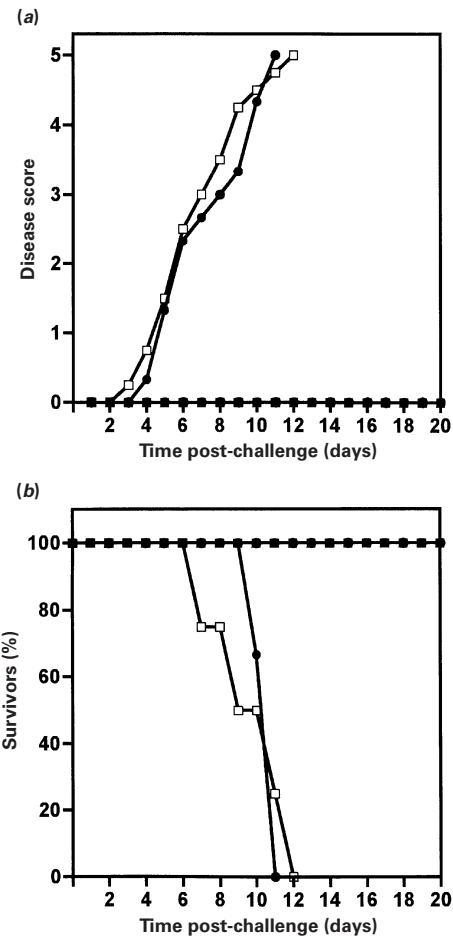 (a)
5
4
3
2
1
0
Disease score
2 4 6 8 10 12 14 16 18 20
Time post-challenge (days)
(b)
100
80
60
40
20
0
Survivors (%)
2 4 6 8 10 12 14 16 18 20
Time post-challenge (days)